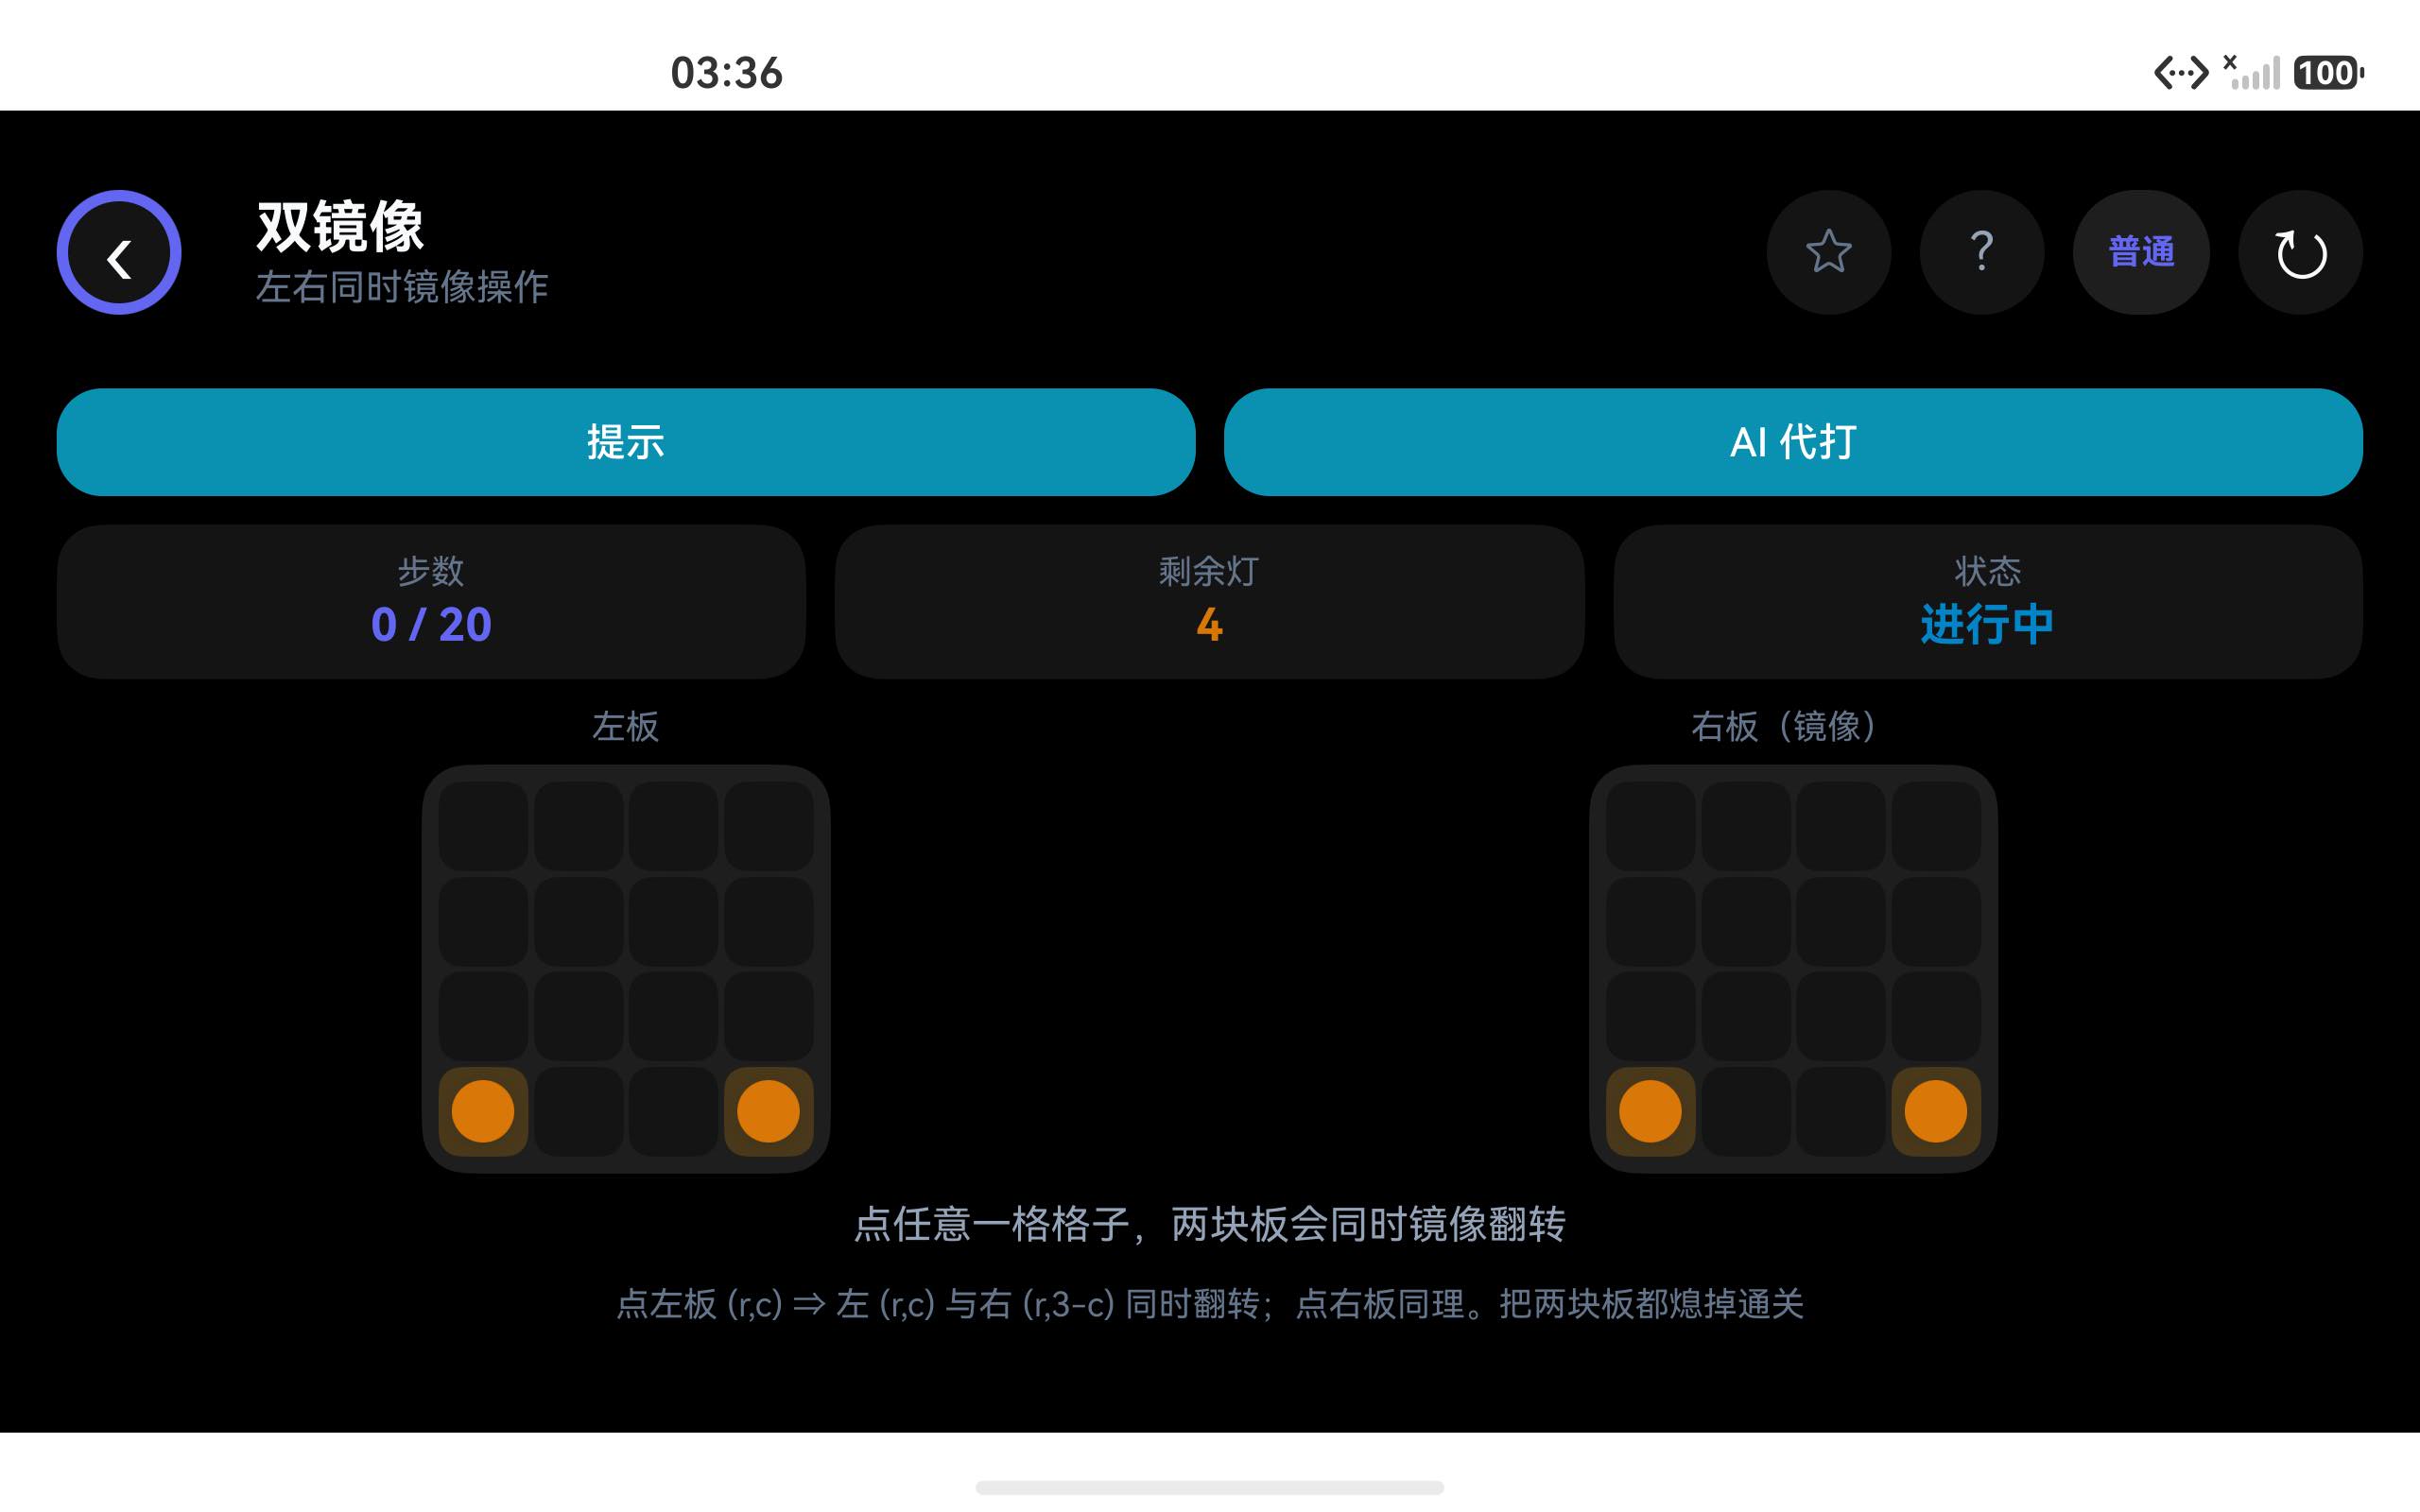 03:36
100
双镜像
左右同时镜像操作
?
普通
提示
AI 代打
步数
0 / 20
剩余灯
4
状态
进行中
左板
右板（镜像）
点任意一格格子，两块板会同时镜像翻转
点左板 (r,c) ⇒ 左 (r,c) 与右 (r,3-c) 同时翻转；点右板同理。把两块板都熄掉通关